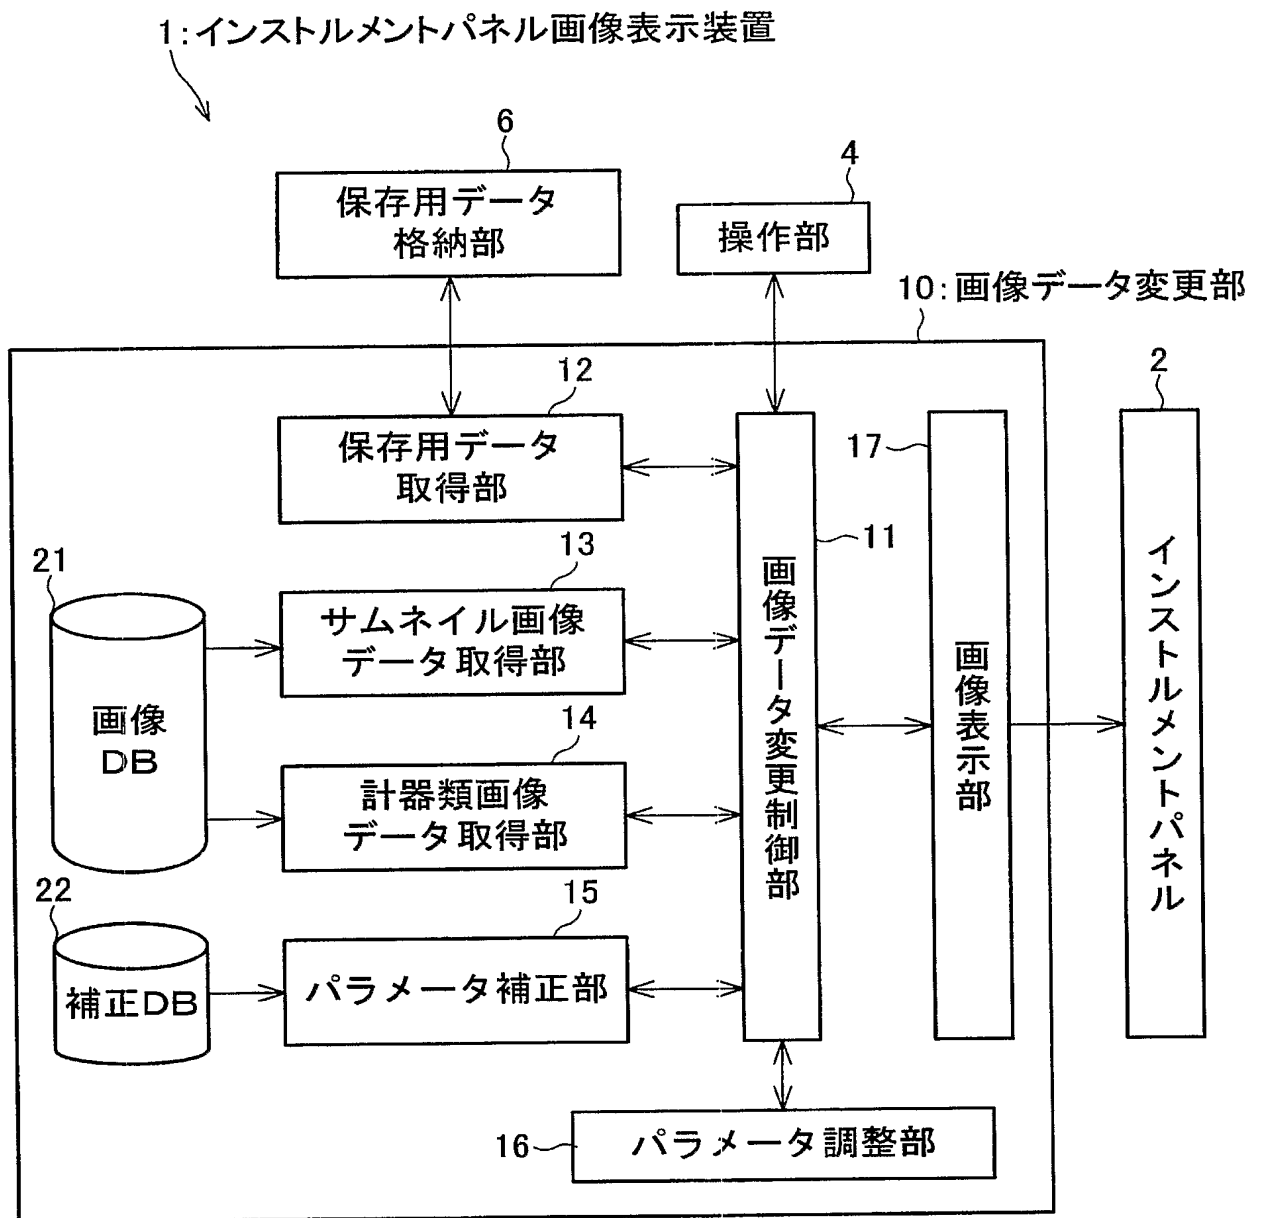 1:インストルメントパネル画像表示装置
6
保存用データ
格納部
4
操作部
10:画像データ変更部
12
保存用データ
取得部
2
インストルメントパネル
17
画像表示部
11
画像データ変更制御部
21
画像
DB
13
サムネイル画像
データ取得部
14
計器類画像
データ取得部
22
補正DB
15
パラメータ補正部
16
パラメータ調整部